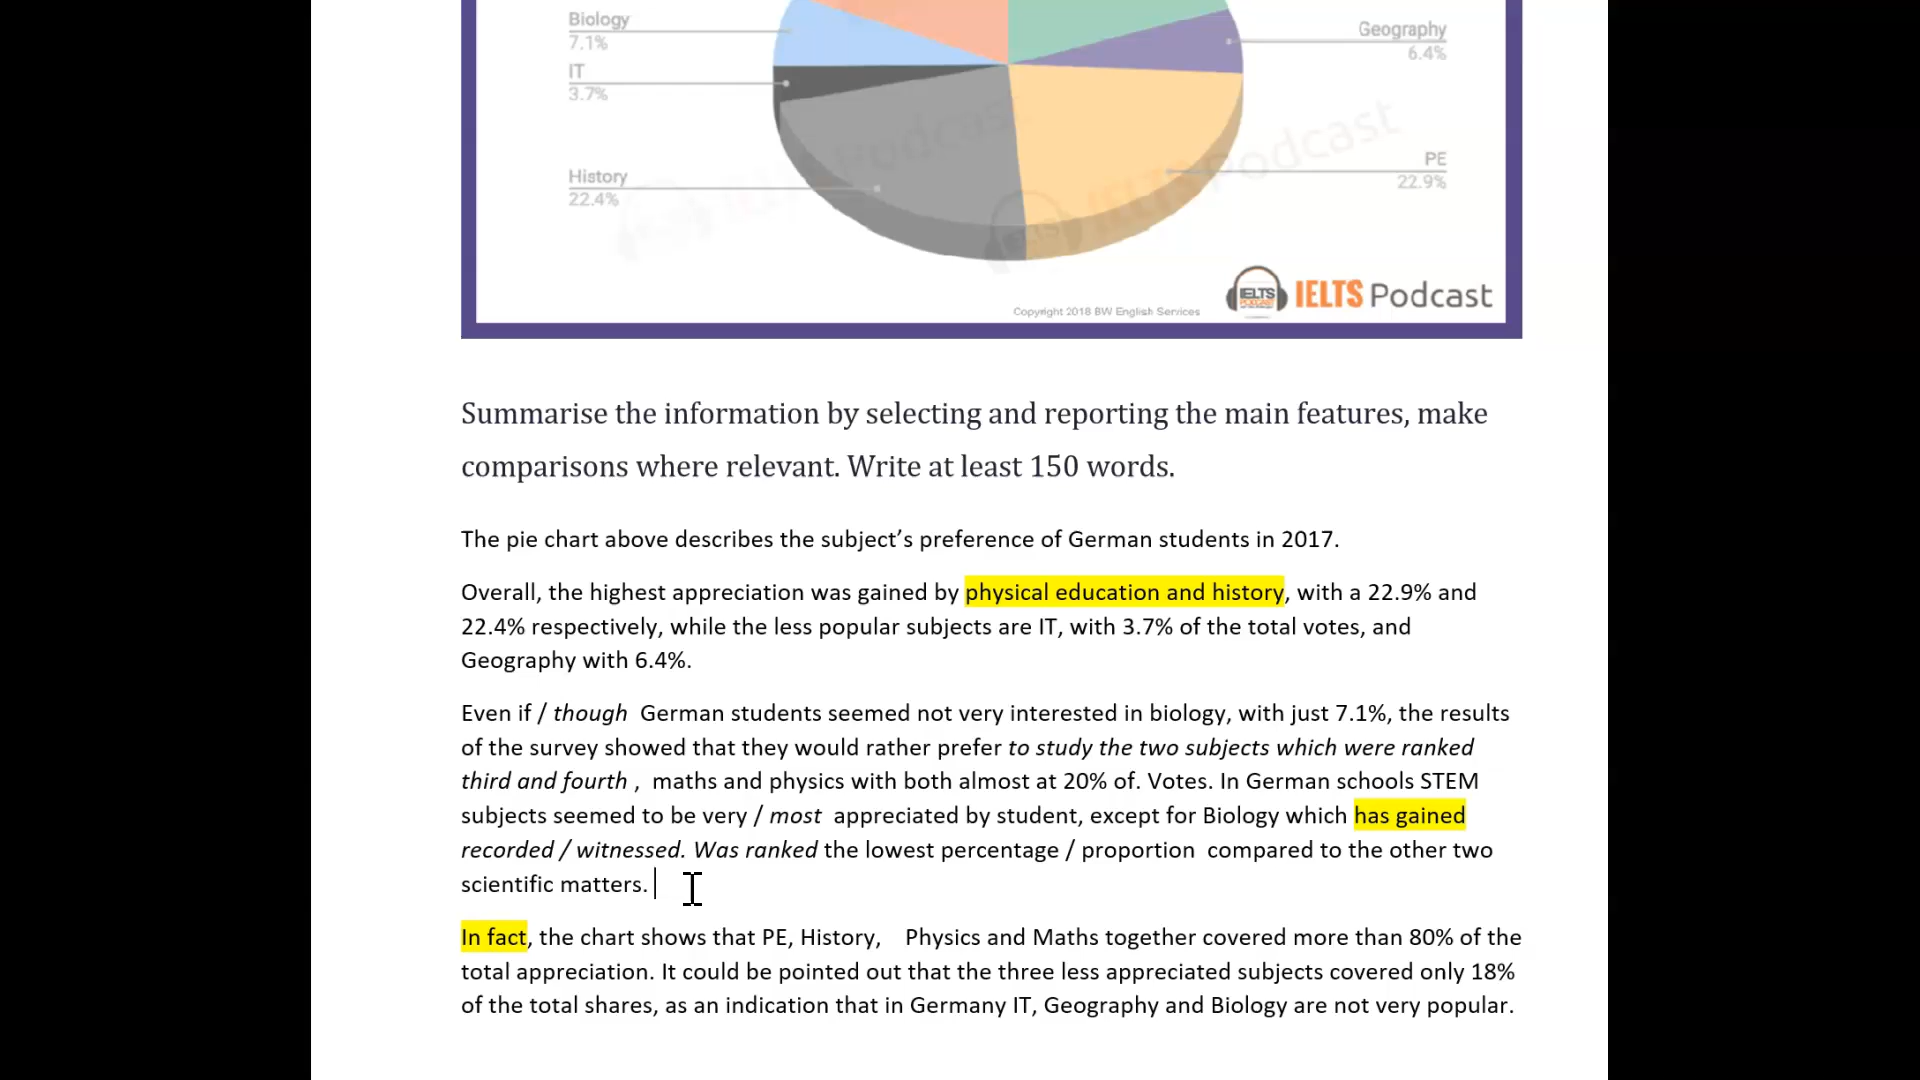 Biology
7.1%
Geography
6.4%
IT
3.7%
PE
22.9%
History
22.4%
IELTS Podcast
Copyright 2018 BW English Services
Summarise the information by selecting and reporting the main features, make
comparisons where relevant. Write at least 150 words.
The pie chart above describes the subject’s preference of German students in 2017.
Overall, the highest appreciation was gained by physical education and history, with a 22.9% and
22.4% respectively, while the less popular subjects are IT, with 3.7% of the total votes, and
Geography with 6.4%.
Even if / though German students seemed not very interested in biology, with just 7.1%, the results
of the survey showed that they would rather prefer to study the two subjects which were ranked
third and fourth , maths and physics with both almost at 20% of. Votes. In German schools STEM
subjects seemed to be very / most appreciated by student, except for Biology which has gained
recorded / witnessed. Was ranked the lowest percentage / proportion compared to the other two
scientific matters.
In fact, the chart shows that PE, History, Physics and Maths together covered more than 80% of the
total appreciation. It could be pointed out that the three less appreciated subjects covered only 18%
of the total shares, as an indication that in Germany IT, Geography and Biology are not very popular.